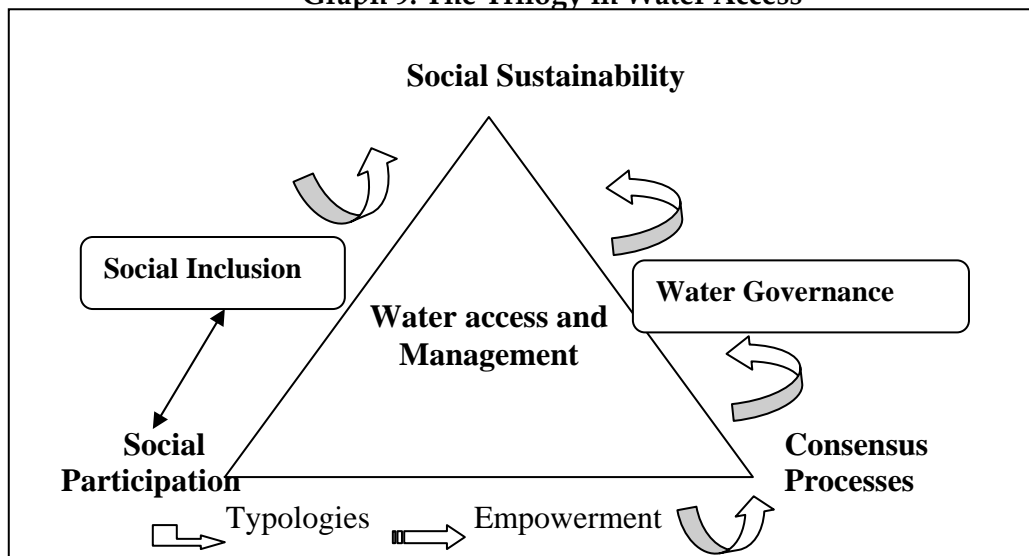 Graph 9. The Trilogy in Water Access
Social Sustainability
Social Inclusion
Water Governance
Water access and
Management
Social
Participation
Consensus
Processes
Typologies
Empowerment